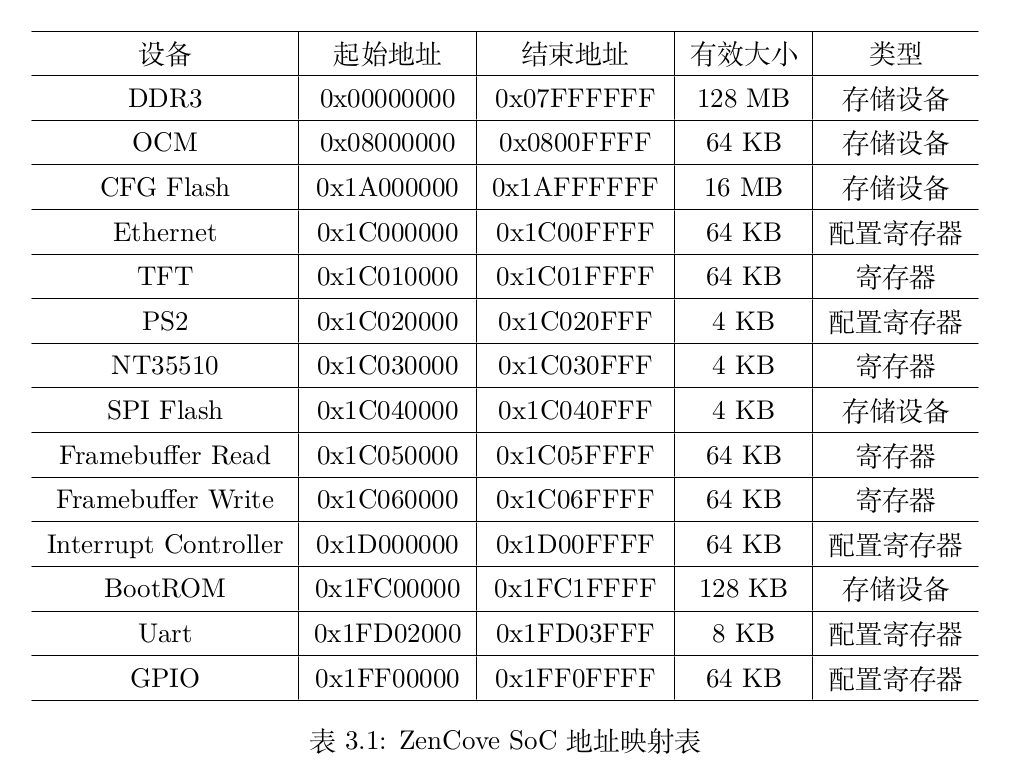 设备 起始地址 结束地址 有效大小 类型
DDR3 0x00000000 0x07FFFFFF 128 MB 存储设备
OCM 0x08000000 0x0800FFFF 64 KB 存储设备
CFG Flash 0x1A000000 0x1AFFFFFF 16 MB 存储设备
Ethernet 0x1C000000 0x1C00FFFF 64 KB 配置寄存器
TFT 0x1C010000 0x1C01FFFF 64 KB 寄存器
PS2 0x1C020000 0x1C020FFF 4 KB 配置寄存器
NT35510 0x1C030000 0x1C030FFF 4 KB 寄存器
SPI Flash 0x1C040000 0x1C040FFF 4 KB 存储设备
Framebuffer Read 0x1C050000 0x1C05FFFF 64 KB 寄存器
Framebuffer Write 0x1C060000 0x1C06FFFF 64 KB 寄存器
Interrupt Controller 0x1D000000 0x1D00FFFF 64 KB 配置寄存器
BootROM 0x1FC00000 0x1FC1FFFF 128 KB 存储设备
Uart 0x1FD02000 0x1FD03FFF 8 KB 配置寄存器
GPIO 0x1FF00000 0x1FF0FFFF 64 KB 配置寄存器
表 3.1: ZenCove SoC 地址映射表